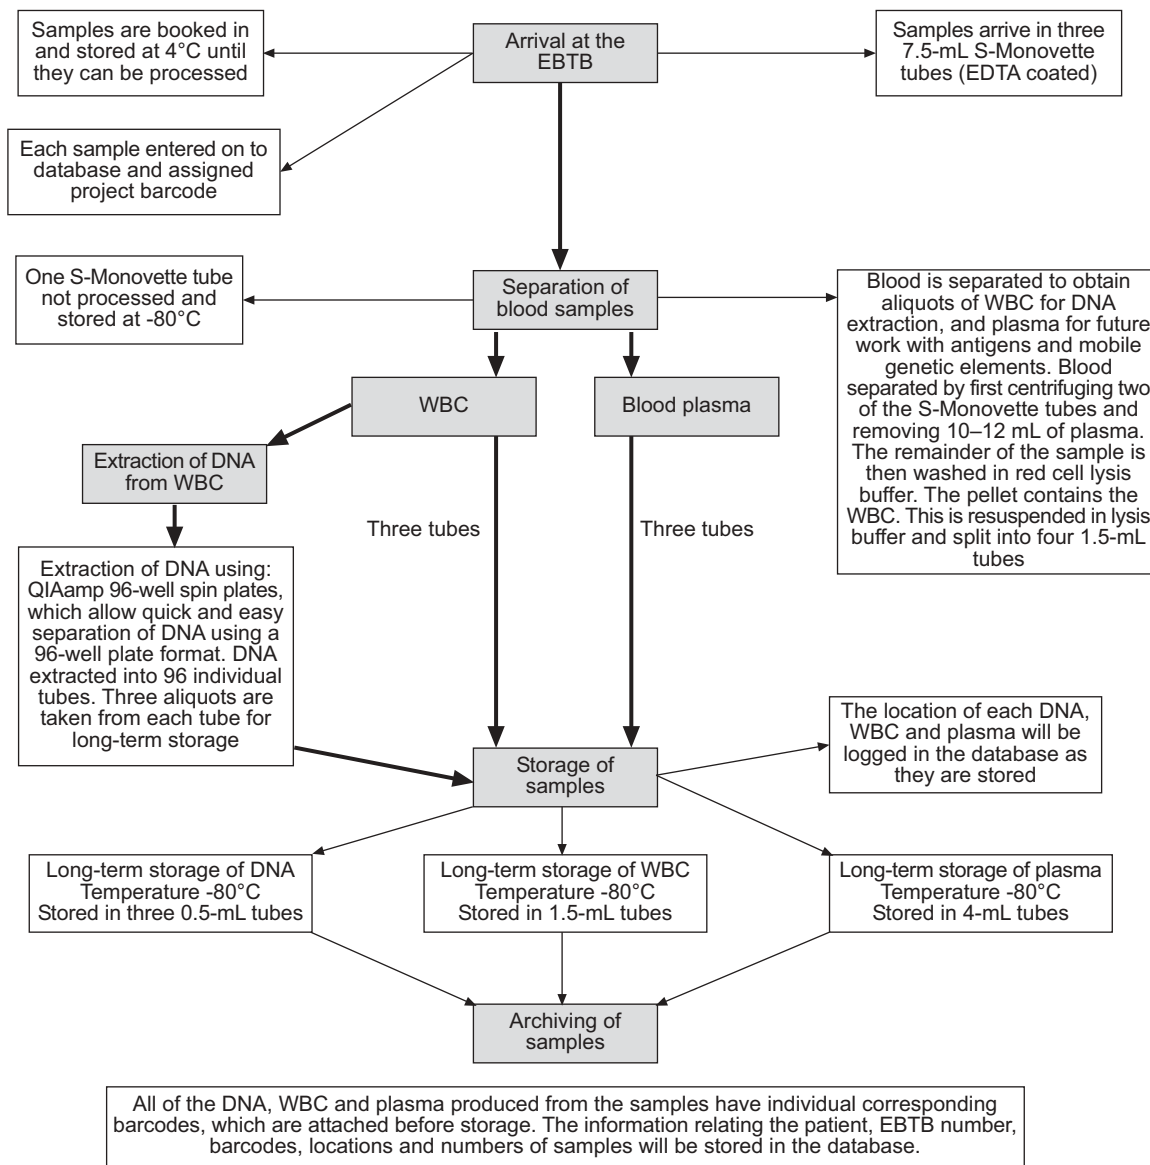 Samples are booked in
and stored at 4°C until
they can be processed
Arrival at the
EBTB
Samples arrive in three
7.5-mL S-Monovette
tubes (EDTA coated)
Each sample entered on to
database and assigned
project barcode
One S-Monovette tube
not processed and
stored at -80°C
Separation of
blood samples
Blood is separated to obtain
aliquots of WBC for DNA
extraction, and plasma for future
work with antigens and mobile
genetic elements. Blood
separated by first centrifuging two
of the S-Monovette tubes and
removing 10–12 mL of plasma.
The remainder of the sample is
then washed in red cell lysis
buffer. The pellet contains the
WBC. This is resuspended in lysis
buffer and split into four 1.5-mL
tubes
WBC
Blood plasma
Extraction of DNA
from WBC
Three tubes
Three tubes
Extraction of DNA using:
QIAamp 96-well spin plates,
which allow quick and easy
separation of DNA using a
96-well plate format. DNA
extracted into 96 individual
tubes. Three aliquots are
taken from each tube for
long-term storage
Storage of
samples
The location of each DNA,
WBC and plasma will be
logged in the database as
they are stored
Long-term storage of DNA
Temperature -80°C
Stored in three 0.5-mL tubes
Long-term storage of WBC
Temperature -80°C
Stored in 1.5-mL tubes
Long-term storage of plasma
Temperature -80°C
Stored in 4-mL tubes
Archiving of
samples
All of the DNA, WBC and plasma produced from the samples have individual corresponding
barcodes, which are attached before storage. The information relating the patient, EBTB number,
barcodes, locations and numbers of samples will be stored in the database.